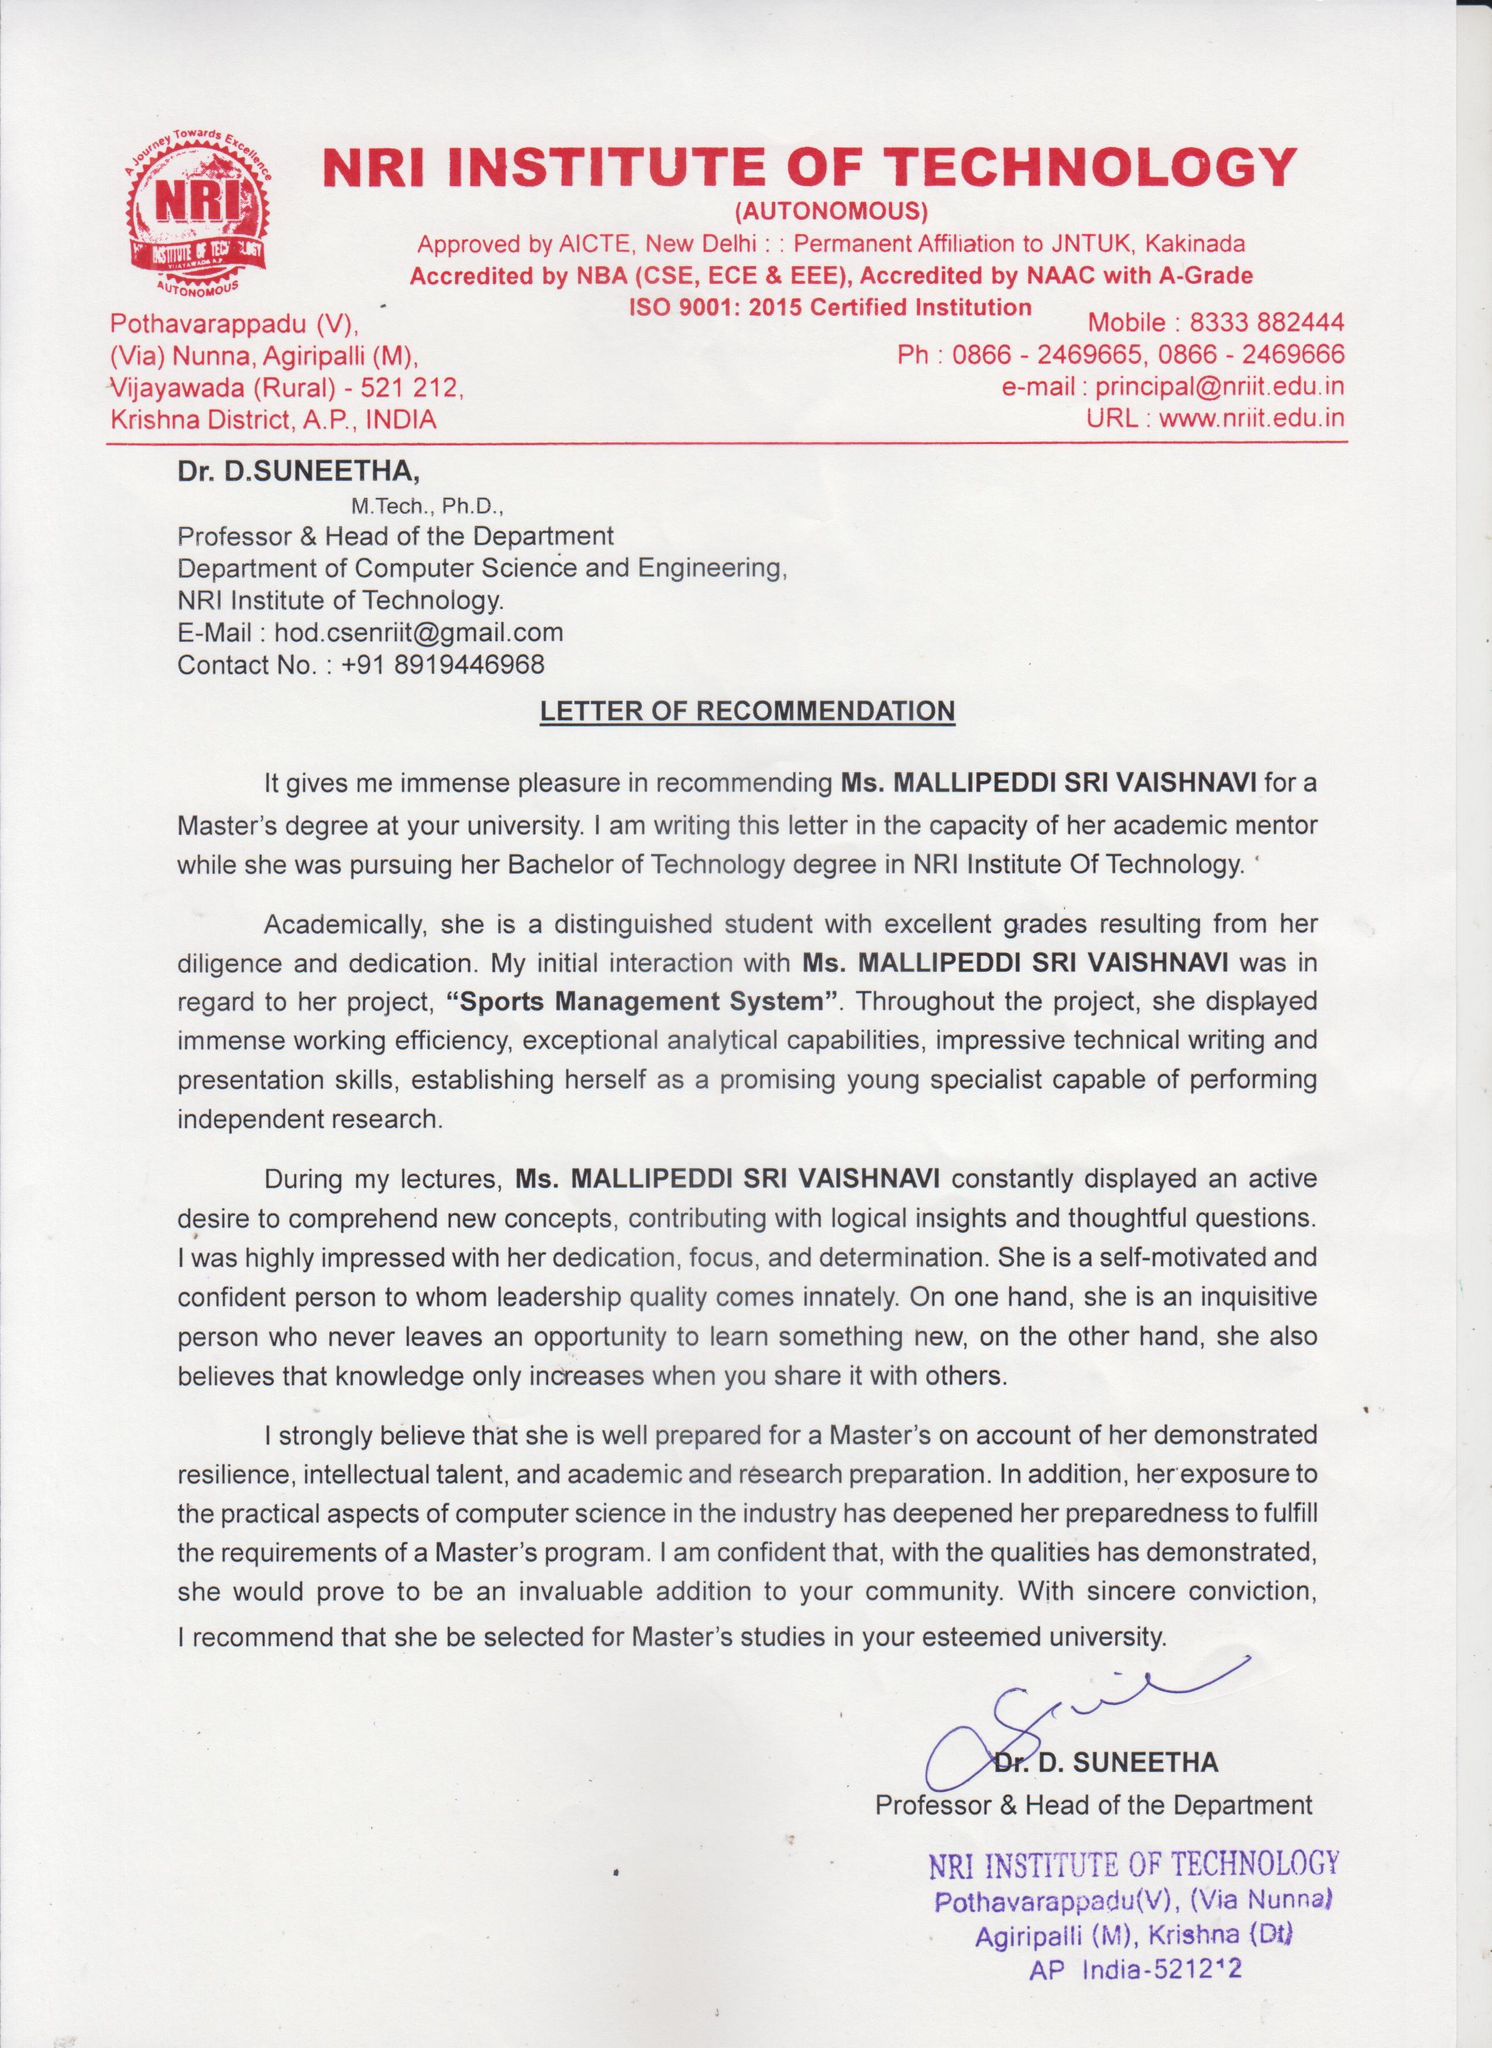 A Journey Towards Excellence
NRI
INSTITUTE OF TECHNOLOGY
VIJAYAWADA A.P.
AUTONOMOUS
NRI INSTITUTE OF TECHNOLOGY
(AUTONOMOUS)
Approved by AICTE, New Delhi : : Permanent Affiliation to JNTUK, Kakinada
Accredited by NBA (CSE, ECE & EEE), Accredited by NAAC with A-Grade
ISO 9001: 2015 Certified Institution
Pothavarappadu (V),
(Via) Nunna, Agiripalli (M),
Vijayawada (Rural) - 521 212,
Krishna District, A.P., INDIA
Mobile : 8333 882444
Ph : 0866 - 2469665, 0866 - 2469666
e-mail : principal@nriit.edu.in
URL : www.nriit.edu.in
Dr. D.SUNEETHA,
M.Tech., Ph.D.,
Professor & Head of the Department
Department of Computer Science and Engineering,
NRI Institute of Technology.
E-Mail : hod.csenriit@gmail.com
Contact No. : +91 8919446968
LETTER OF RECOMMENDATION
It gives me immense pleasure in recommending Ms. MALLIPEDDI SRI VAISHNAVI for a
Master's degree at your university. I am writing this letter in the capacity of her academic mentor
while she was pursuing her Bachelor of Technology degree in NRI Institute Of Technology.
Academically, she is a distinguished student with excellent grades resulting from her
diligence and dedication. My initial interaction with Ms. MALLIPEDDI SRI VAISHNAVI was in
regard to her project, “Sports Management System”. Throughout the project, she displayed
immense working efficiency, exceptional analytical capabilities, impressive technical writing and
presentation skills, establishing herself as a promising young specialist capable of performing
independent research.
During my lectures, Ms. MALLIPEDDI SRI VAISHNAVI constantly displayed an active
desire to comprehend new concepts, contributing with logical insights and thoughtful questions.
I was highly impressed with her dedication, focus, and determination. She is a self-motivated and
confident person to whom leadership quality comes innately. On one hand, she is an inquisitive
person who never leaves an opportunity to learn something new, on the other hand, she also
believes that knowledge only increases when you share it with others.
I strongly believe that she is well prepared for a Master's on account of her demonstrated
resilience, intellectual talent, and academic and research preparation. In addition, her exposure to
the practical aspects of computer science in the industry has deepened her preparedness to fulfill
the requirements of a Master's program. I am confident that, with the qualities has demonstrated,
she would prove to be an invaluable addition to your community. With sincere conviction,
I recommend that she be selected for Master's studies in your esteemed university.
Dr. D. SUNEETHA
Professor & Head of the Department
NRI INSTITUTE OF TECHNOLOGY
Pothavarappadu(V), (Via Nunna)
Agiripalli (M), Krishna (Dt)
AP India-521212